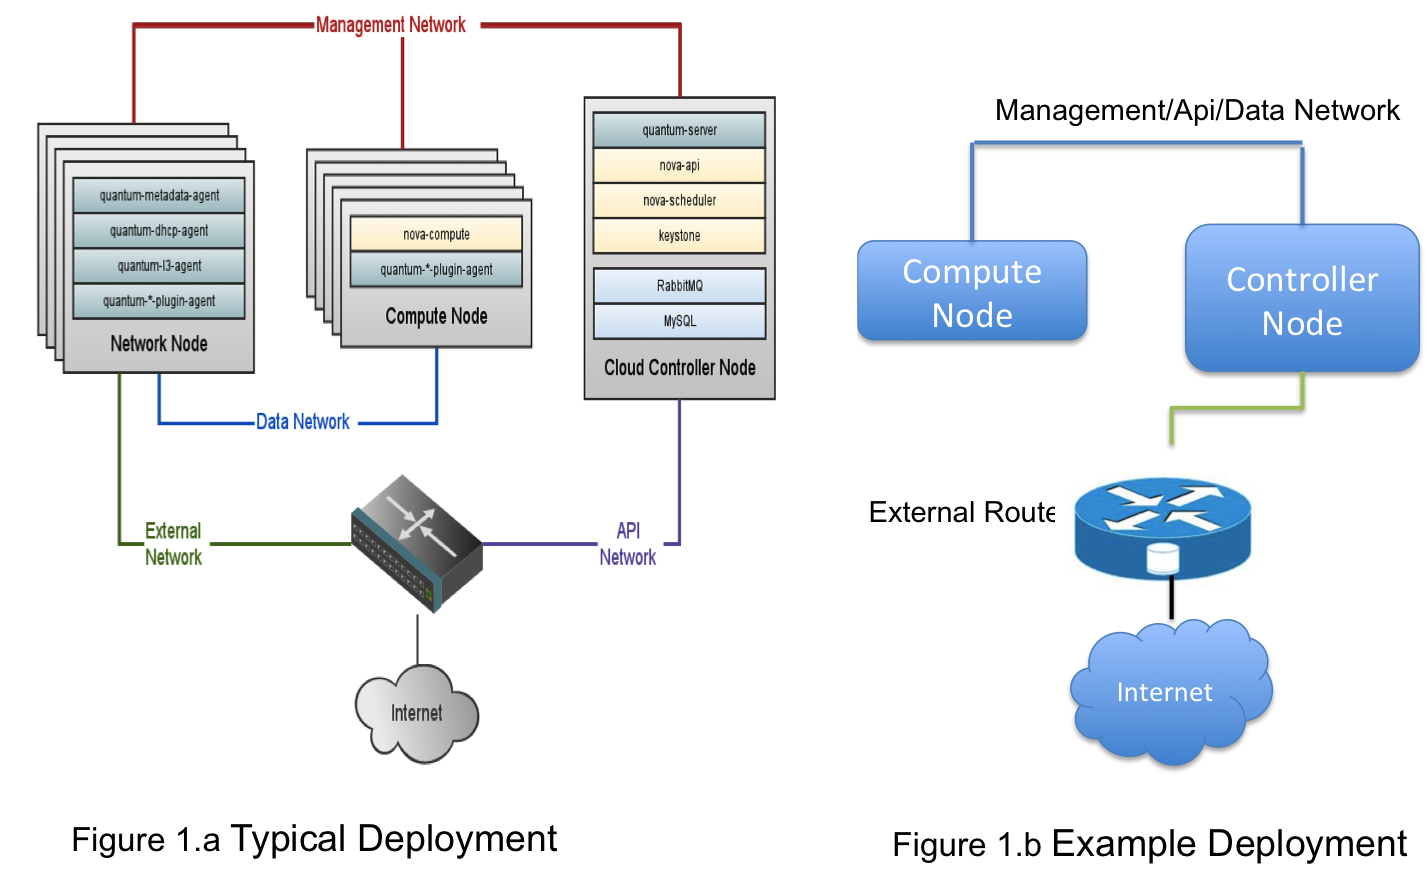 Management Network
quantum-metadata-agent
quantum-dhcp-agent
quantum-l3-agent
quantum-*-plugin-agent
Network Node
nova-compute
quantum-*-plugin-agent
Compute Node
quantum-server
nova-api
nova-scheduler
keystone
RabbitMQ
MySQL
Cloud Controller Node
Data Network
External
Network
API
Network
Internet
Figure 1.a Typical Deployment
Management/Api/Data Network
Compute
Node
Controller
Node
External Route
Internet
Figure 1.b Example Deployment